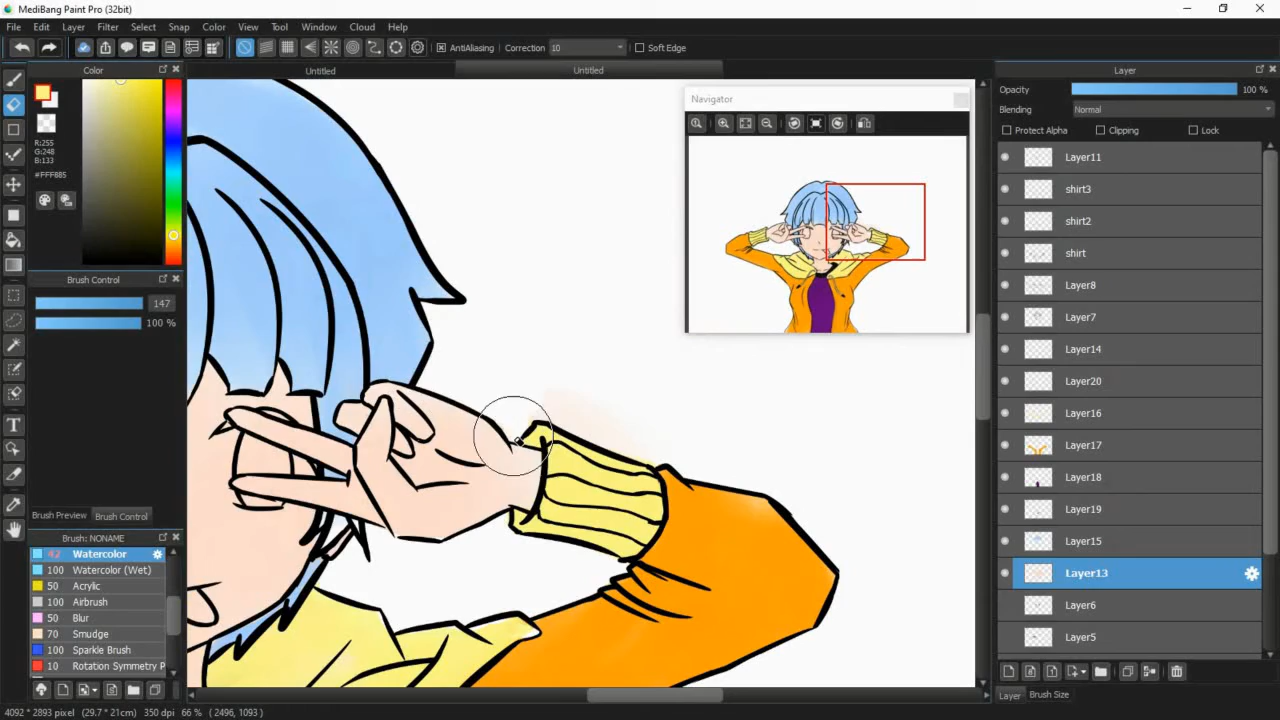 MediBang Paint Pro (32bit)
File Edit Layer Filter Select Snap Color View Tool Window Cloud Help
AntiAliasing Correction 10 Soft Edge
Color
Untitled
Untitled
Layer
R:255
G:248
B:133
#FFF885
Navigator
Opacity 100 %
Blending Normal
Protect Alpha Clipping Lock
Layer11
shirt3
shirt2
shirt
Layer8
Layer7
Layer14
Layer20
Layer16
Layer17
Layer18
Layer19
Layer15
Layer13
Layer6
Layer5
Brush Control
147
100 %
Brush Preview Brush Control
Brush: NONAME
Watercolor
100 Watercolor (Wet)
50 Acrylic
100 Airbrush
50 Blur
70 Smudge
100 Sparkle Brush
10 Rotation Symmetry P
Layer Brush Size
4092 * 2893 pixel (29.7 * 21cm) 350 dpi 66 % ( 2496, 1093 )